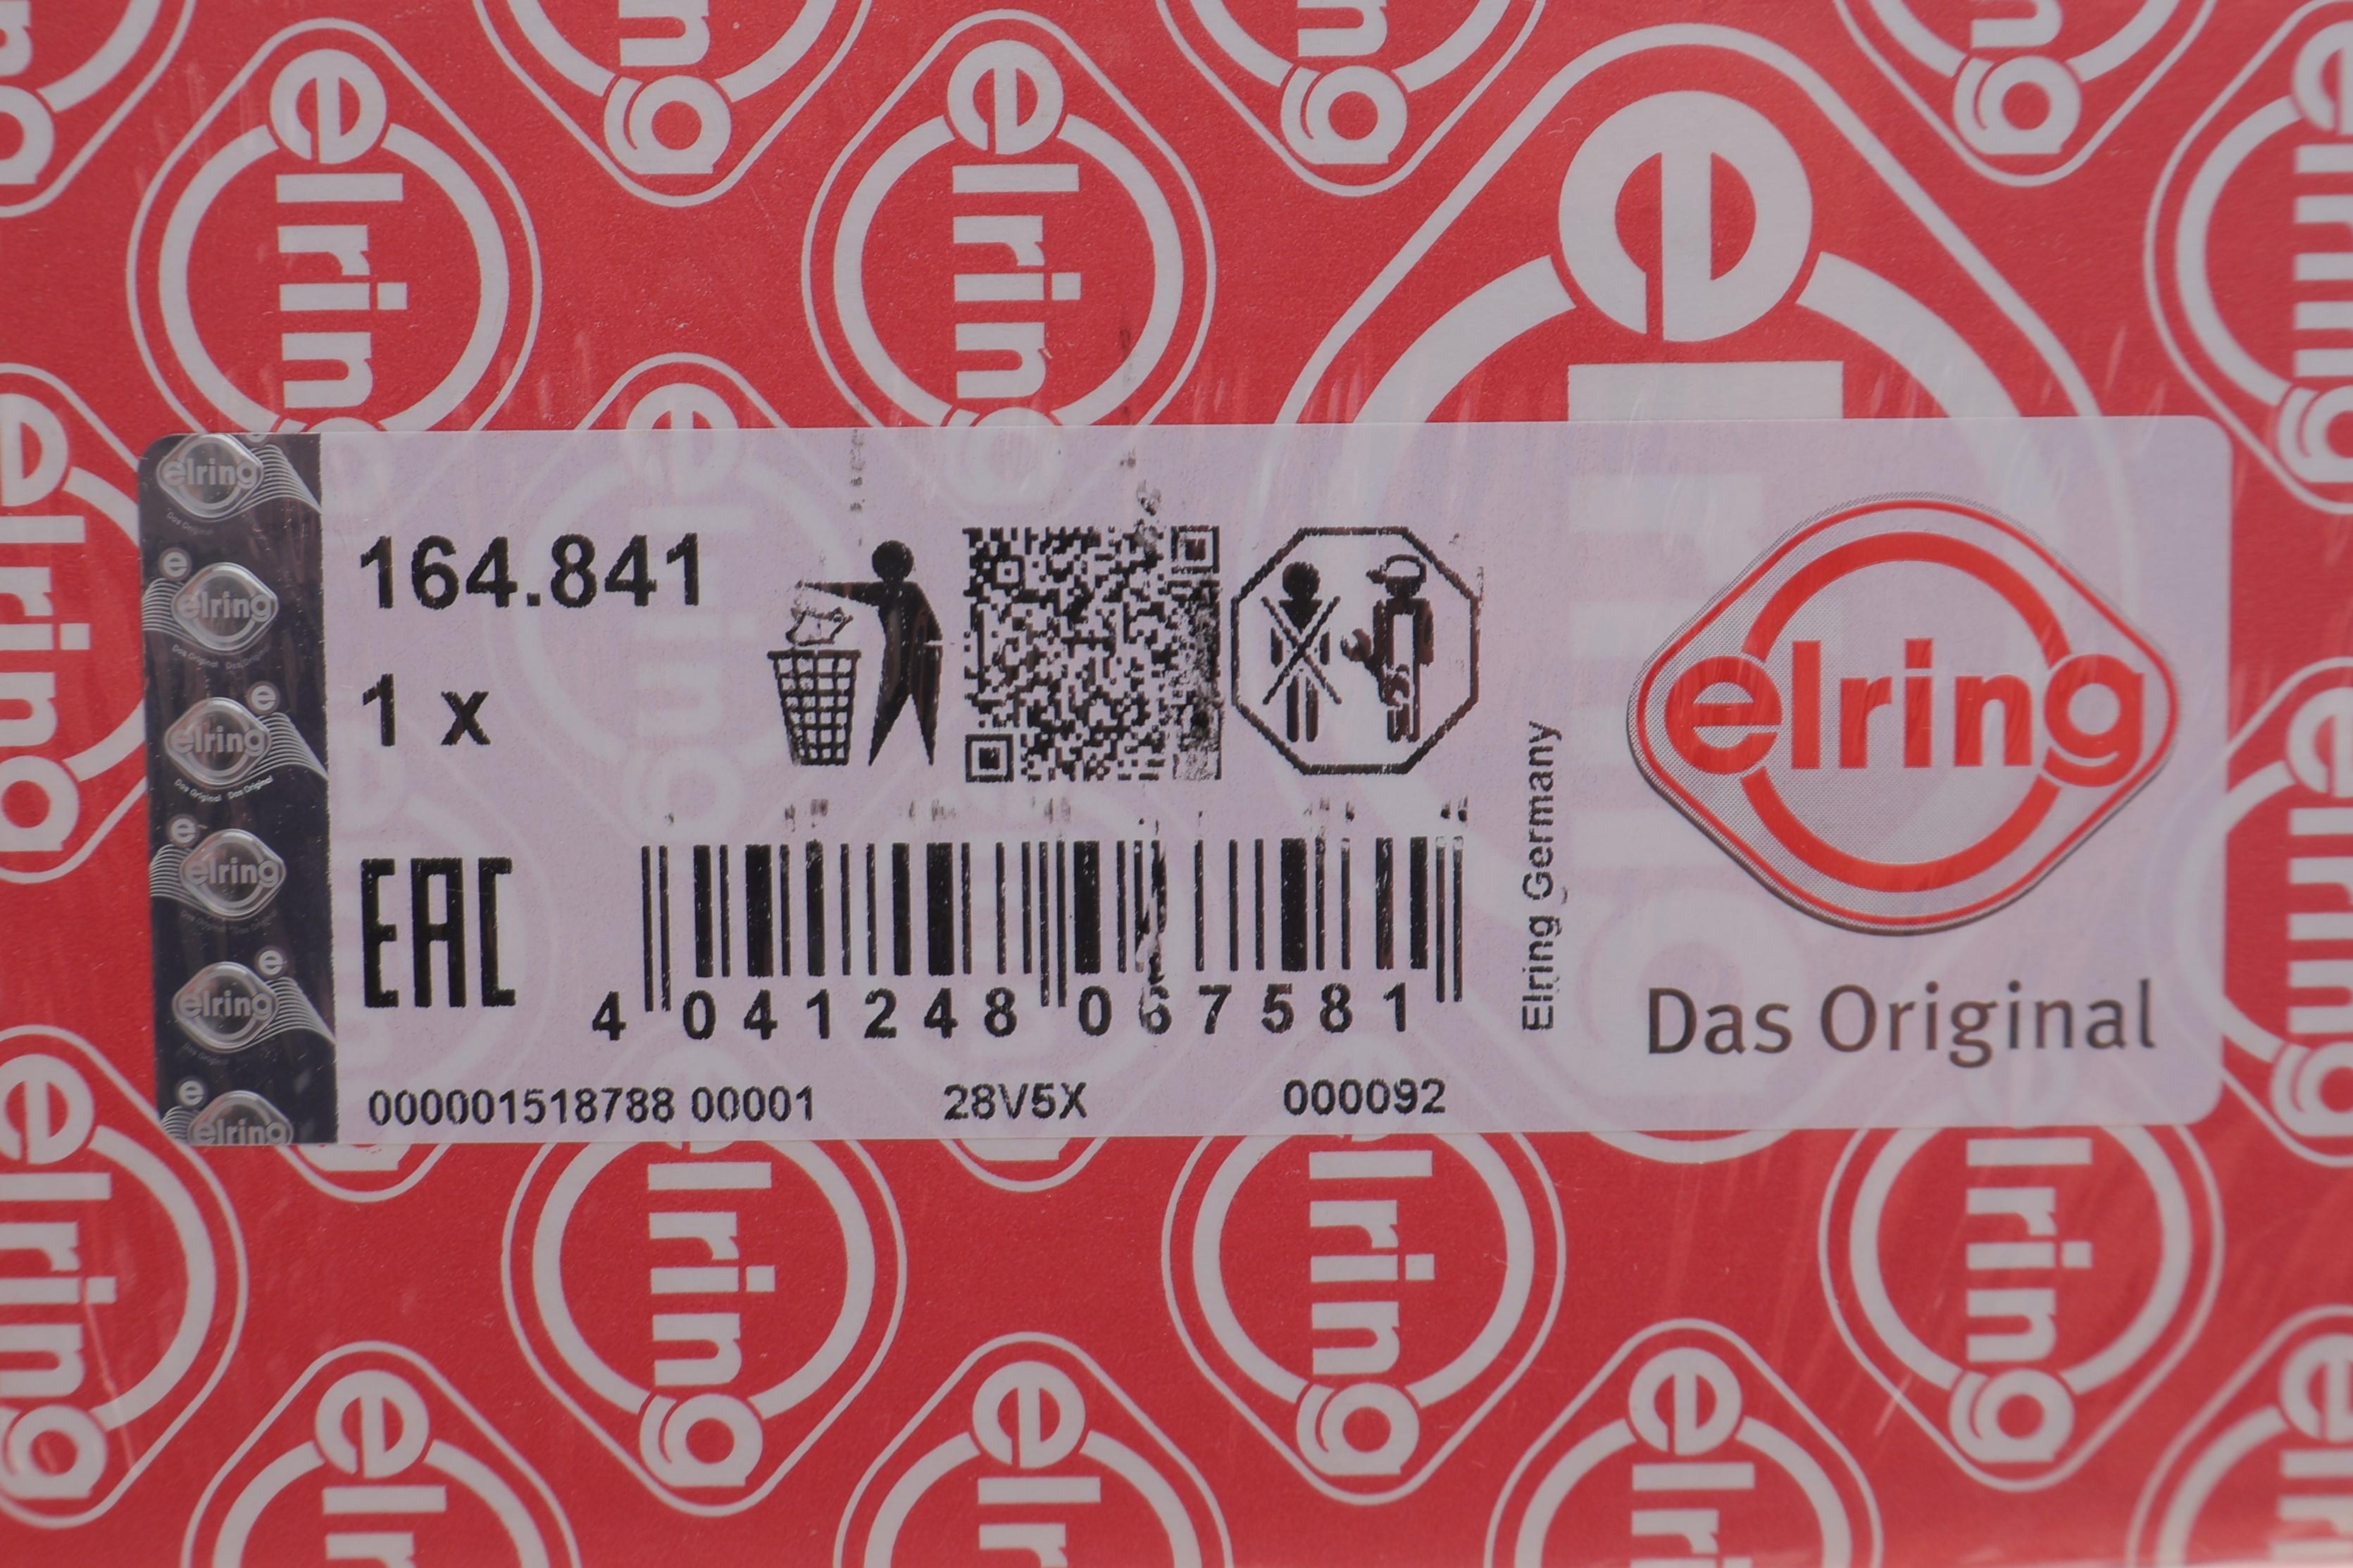 164.841
1 x
EAC
4 041248 067581
000001518788 00001 28V5X 000092
Elring Germany
elring
Das Original